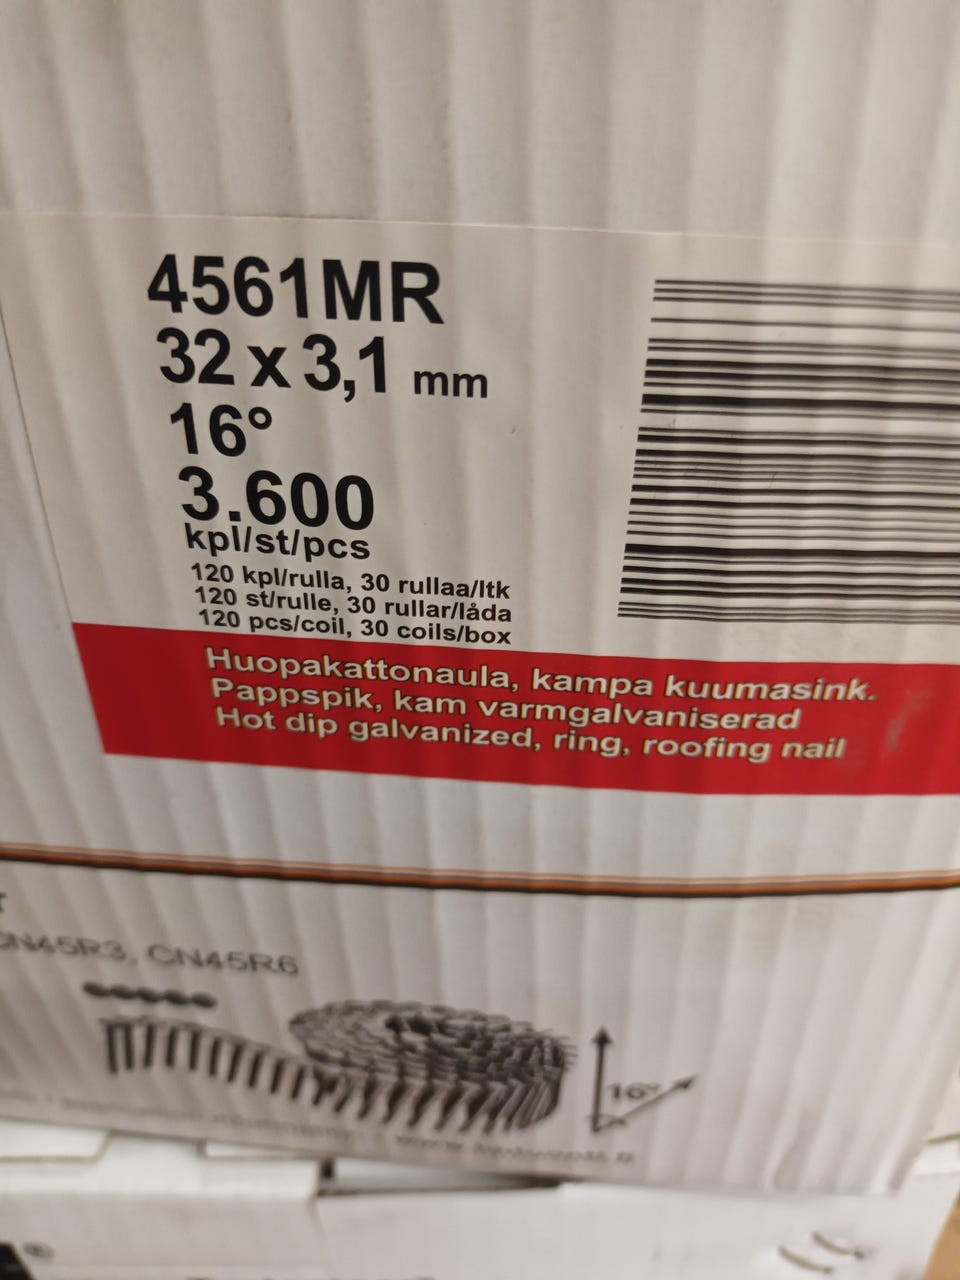 4561MR
32 x 3,1 mm
16°
3.600
kpl/st/pcs
120 kpl/rulla, 30 rullaa/ltk
120 st/rulle, 30 rullar/låda
120 pcs/coil, 30 coils/box
Huopakattonaula, kampa kuumasink.
Pappspik, kam varmgalvaniserad
Hot dip galvanized, ring, roofing nail
CN45R3, CN45R6
16°